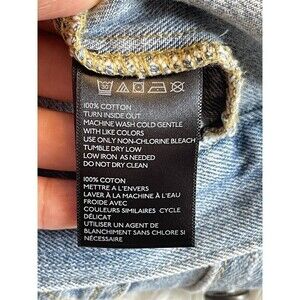 30
100% COTTON
TURN INSIDE OUT
MACHINE WASH COLD GENTLE
WITH LIKE COLORS
USE ONLY NON-CHLORINE BLEACH
TUMBLE DRY LOW
LOW IRON AS NEEDED
DO NOT DRY CLEAN
100% COTON
METTRE A L'ENVERS
LAVER À LA MACHINE À L'EAU
FROIDE AVEC
COULEURS SIMILAIRES CYCLE
DÉLICAT
UTILISER UN AGENT DE
BLANCHIMENT SANS CHLORE SI
NÉCESSAIRE